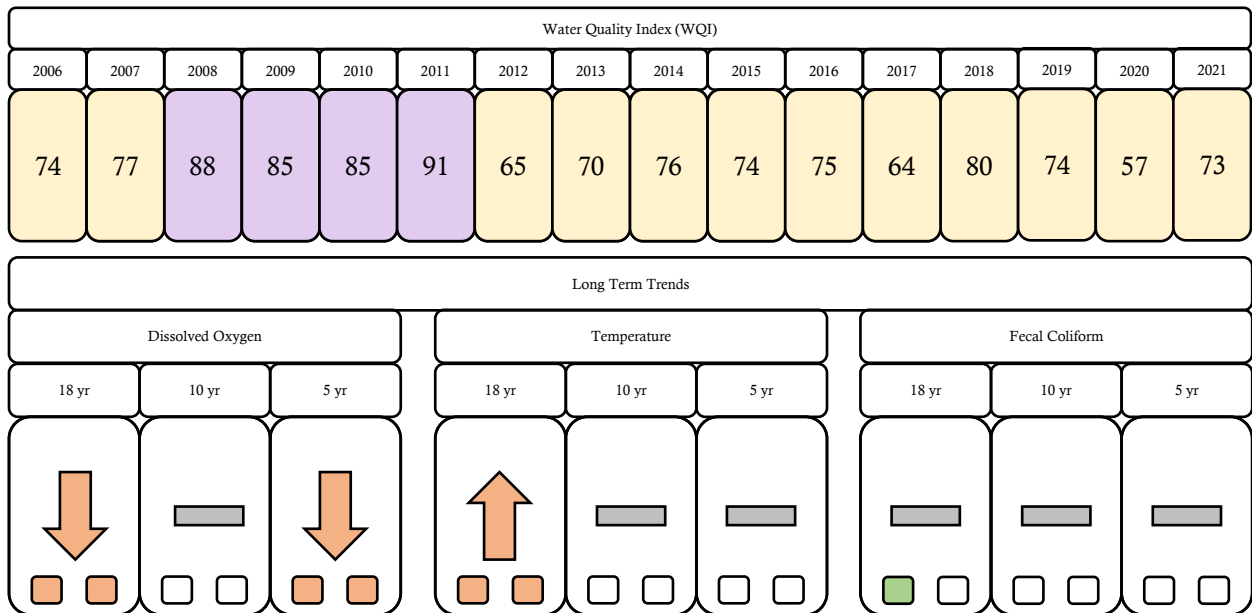 Water Quality Index (WQI)
2006 2007 2008 2009 2010 2011 2012 2013 2014 2015 2016 2017 2018 2019 2020 2021
74 77 88 85 85 91 65 70 76 74 75 64 80 74 57 73
Long Term Trends
Dissolved Oxygen Temperature Fecal Coliform
18 yr 10 yr 5 yr 18 yr 10 yr 5 yr 18 yr 10 yr 5 yr